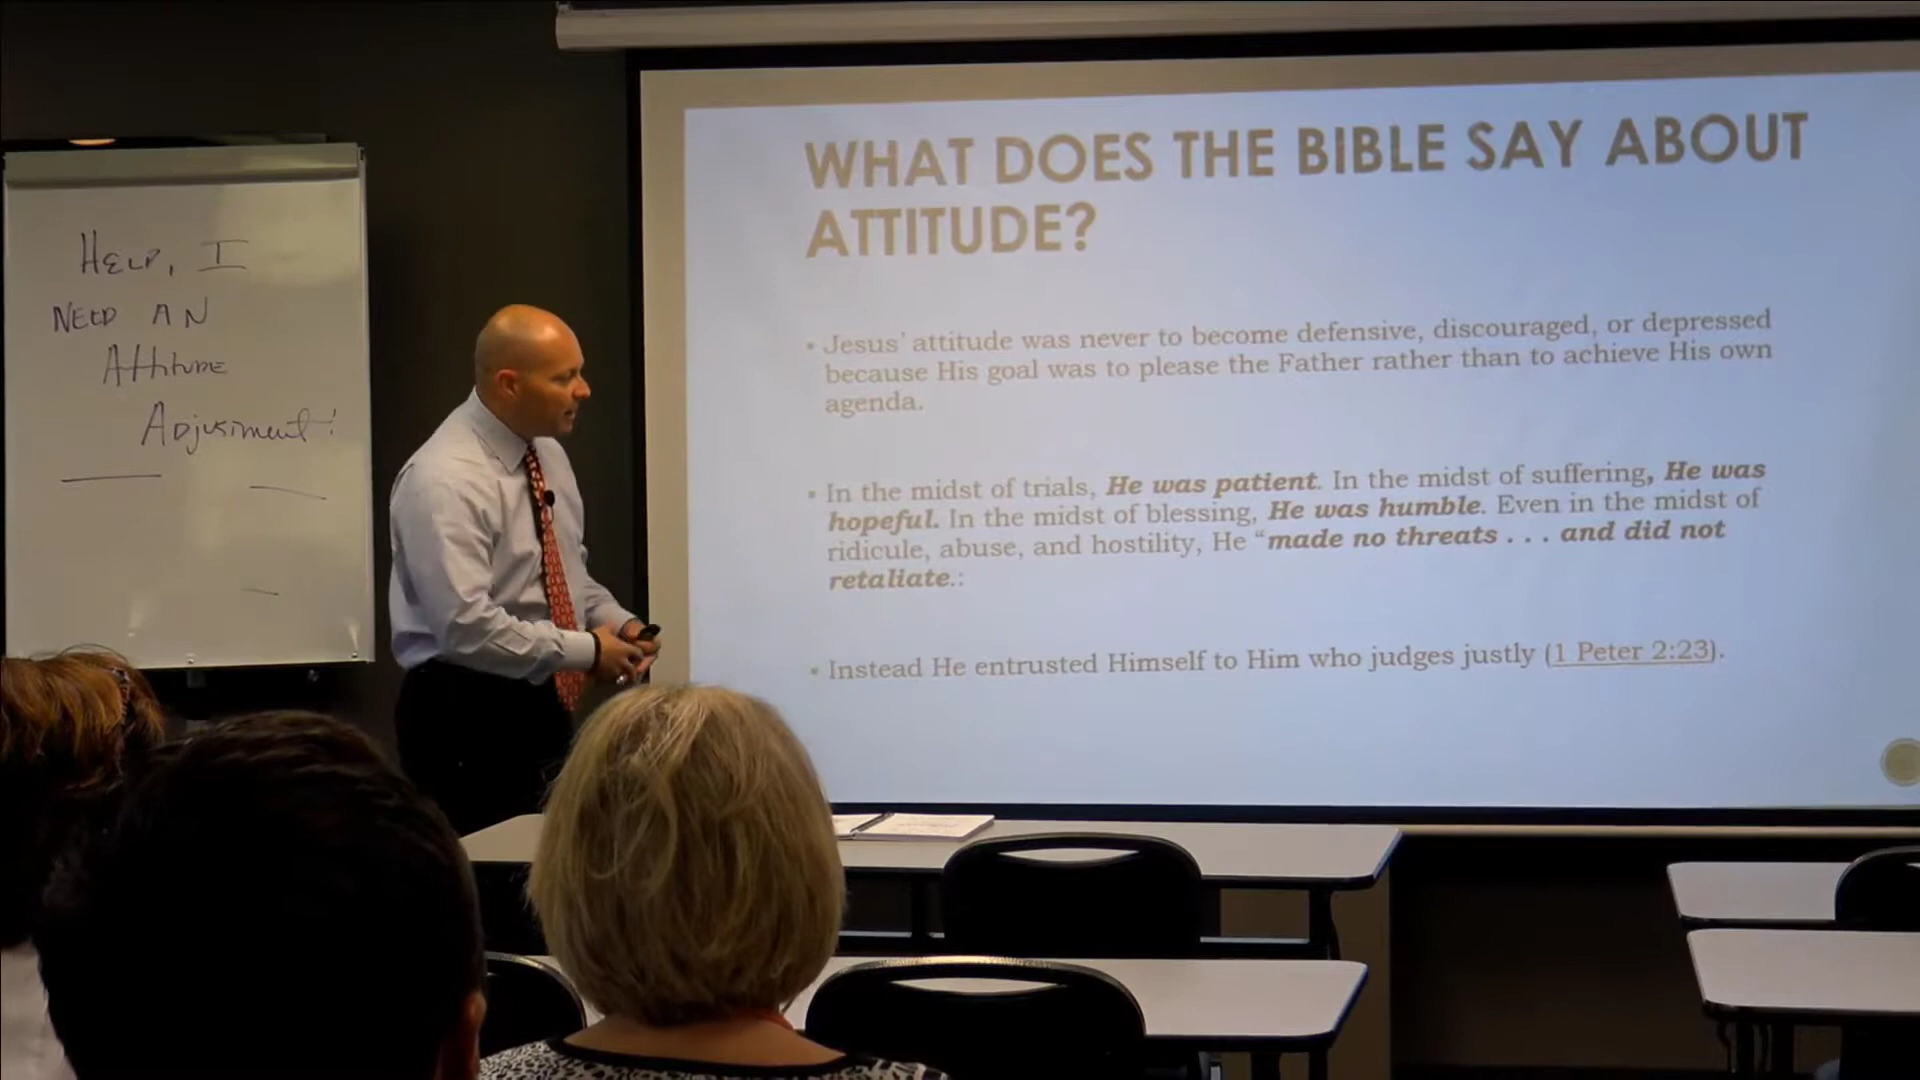 HELP, I
NEED AN
Attitude
Adjustment!
WHAT DOES THE BIBLE SAY ABOUT
ATTITUDE?
• Jesus' attitude was never to become defensive, discouraged, or depressed
because His goal was to please the Father rather than to achieve His own
agenda.
• In the midst of trials, He was patient. In the midst of suffering, He was
hopeful. In the midst of blessing, He was humble. Even in the midst of
ridicule, abuse, and hostility, He “made no threats . . . and did not
retaliate.:
• Instead He entrusted Himself to Him who judges justly (1 Peter 2:23).